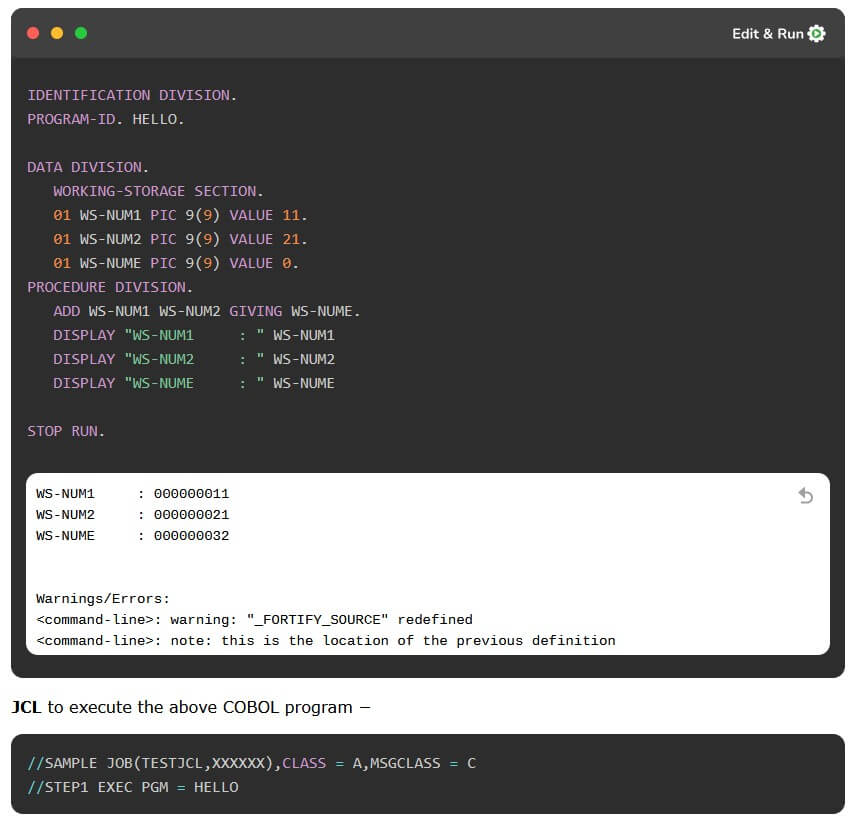 Edit & Run
IDENTIFICATION DIVISION.
PROGRAM-ID. HELLO.
DATA DIVISION.
   WORKING-STORAGE SECTION.
   01 WS-NUM1 PIC 9(9) VALUE 11.
   01 WS-NUM2 PIC 9(9) VALUE 21.
   01 WS-NUME PIC 9(9) VALUE 0.
PROCEDURE DIVISION.
   ADD WS-NUM1 WS-NUM2 GIVING WS-NUME.
   DISPLAY "WS-NUM1     : " WS-NUM1
   DISPLAY "WS-NUM2     : " WS-NUM2
   DISPLAY "WS-NUME     : " WS-NUME
STOP RUN.
WS-NUM1     : 000000011
WS-NUM2     : 000000021
WS-NUME     : 000000032
Warnings/Errors:
<command-line>: warning: "_FORTIFY_SOURCE" redefined
<command-line>: note: this is the location of the previous definition
JCL to execute the above COBOL program −
//SAMPLE JOB(TESTJCL,XXXXXX),CLASS = A,MSGCLASS = C
//STEP1 EXEC PGM = HELLO